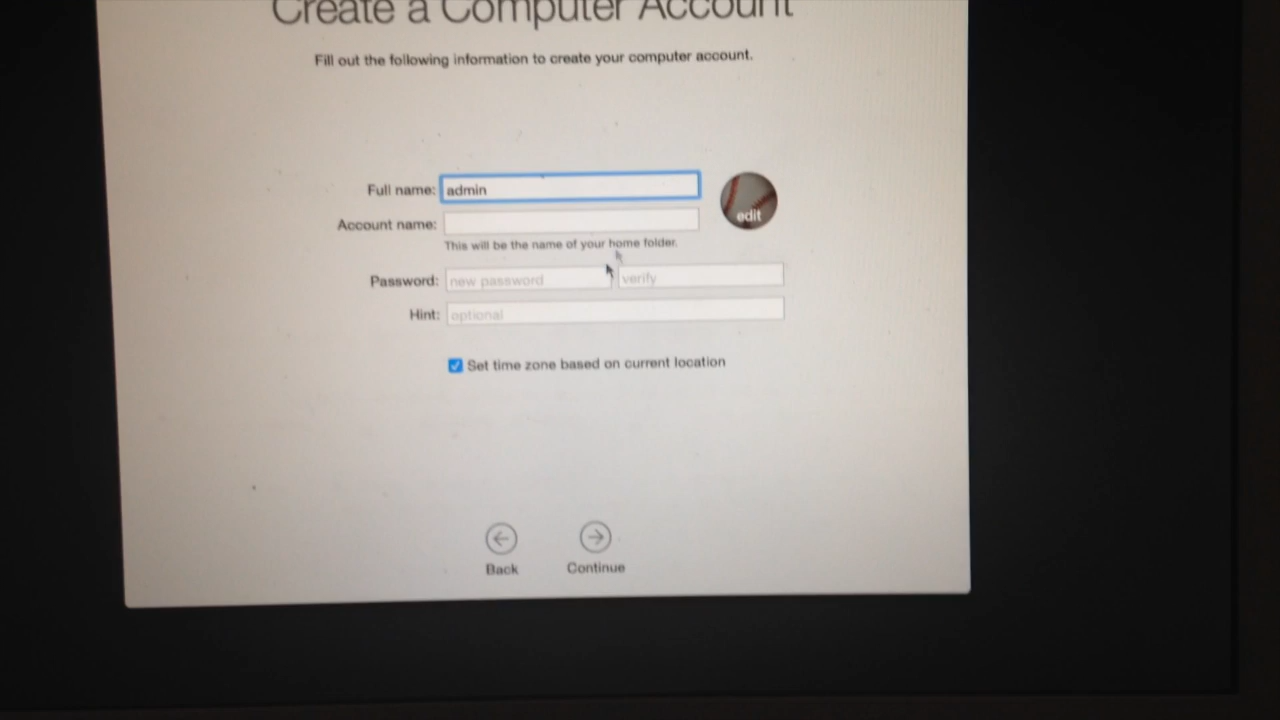 Create a Computer Account
Fill out the following information to create your computer account.
Full name: admin
edit
Account name:
This will be the name of your home folder.
Password: new password verify
Hint: optional
Set time zone based on current location
Back Continue